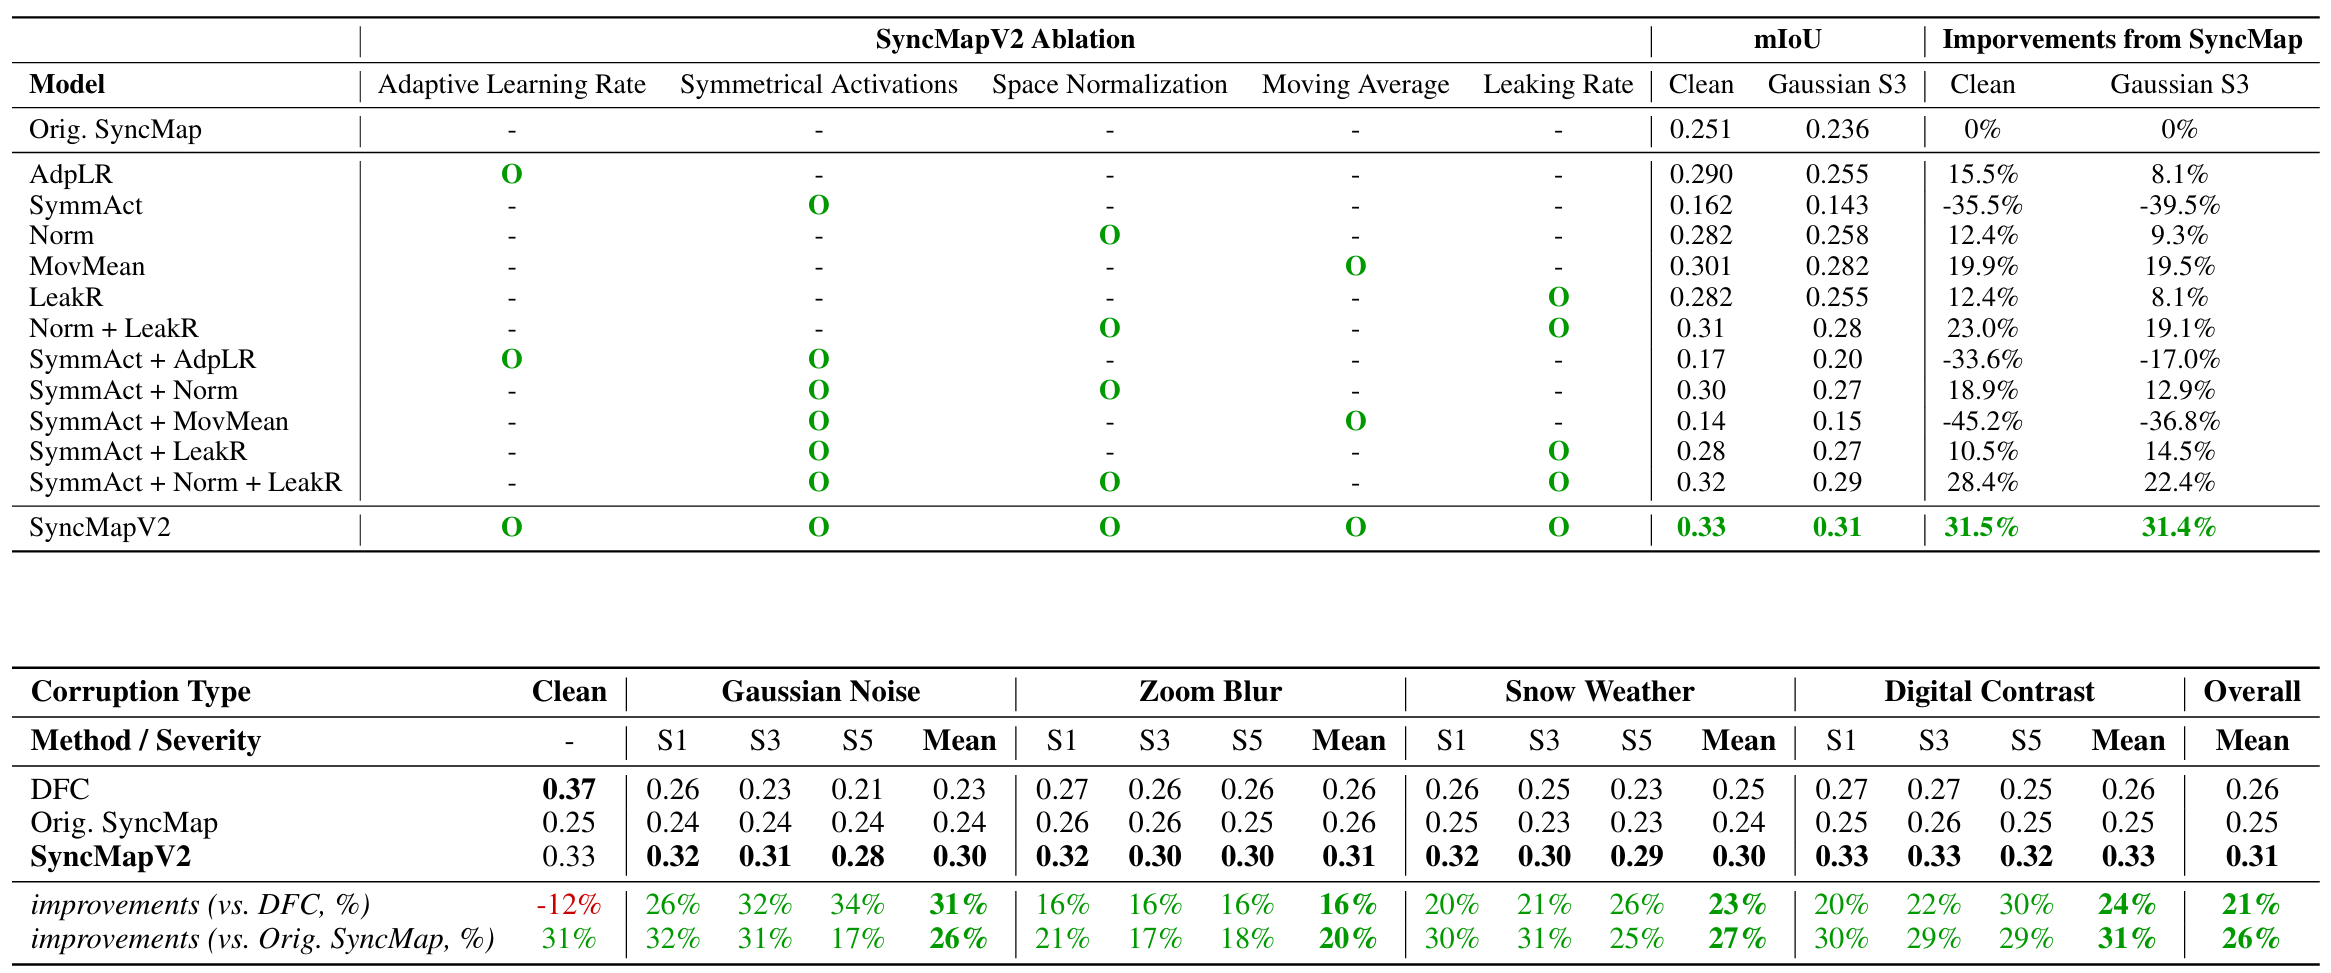 SyncMapV2 Ablation mIoU Imporvements from SyncMap
Model Adaptive Learning Rate Symmetrical Activations Space Normalization Moving Average Leaking Rate Clean Gaussian S3 Clean Gaussian S3
Orig. SyncMap - - - - - 0.251 0.236 0% 0%
AdpLR O - - - - 0.290 0.255 15.5% 8.1%
SymmAct - O - - - 0.162 0.143 -35.5% -39.5%
Norm - - O - - 0.282 0.258 12.4% 9.3%
MovMean - - - O - 0.301 0.282 19.9% 19.5%
LeakR - - - - O 0.282 0.255 12.4% 8.1%
Norm + LeakR - - O - O 0.31 0.28 23.0% 19.1%
SymmAct + AdpLR O O - - - 0.17 0.20 -33.6% -17.0%
SymmAct + Norm - O O - - 0.30 0.27 18.9% 12.9%
SymmAct + MovMean - O - O - 0.14 0.15 -45.2% -36.8%
SymmAct + LeakR - O - - O 0.28 0.27 10.5% 14.5%
SymmAct + Norm + LeakR - O O - O 0.32 0.29 28.4% 22.4%
SyncMapV2 O O O O O 0.33 0.31 31.5% 31.4%
Corruption Type Clean Gaussian Noise Zoom Blur Snow Weather Digital Contrast Overall
Method / Severity - S1 S3 S5 Mean S1 S3 S5 Mean S1 S3 S5 Mean S1 S3 S5 Mean Mean
DFC 0.37 0.26 0.23 0.21 0.23 0.27 0.26 0.26 0.26 0.26 0.25 0.23 0.25 0.27 0.27 0.25 0.26 0.26
Orig. SyncMap 0.25 0.24 0.24 0.24 0.24 0.26 0.26 0.25 0.26 0.25 0.23 0.23 0.24 0.25 0.26 0.25 0.25 0.25
SyncMapV2 0.33 0.32 0.31 0.28 0.30 0.32 0.30 0.30 0.31 0.32 0.30 0.29 0.30 0.33 0.33 0.32 0.33 0.31
improvements (vs. DFC, %) -12% 26% 32% 34% 31% 16% 16% 16% 16% 20% 21% 26% 23% 20% 22% 30% 24% 21%
improvements (vs. Orig. SyncMap, %) 31% 32% 31% 17% 26% 21% 17% 18% 20% 30% 31% 25% 27% 30% 29% 29% 31% 26%